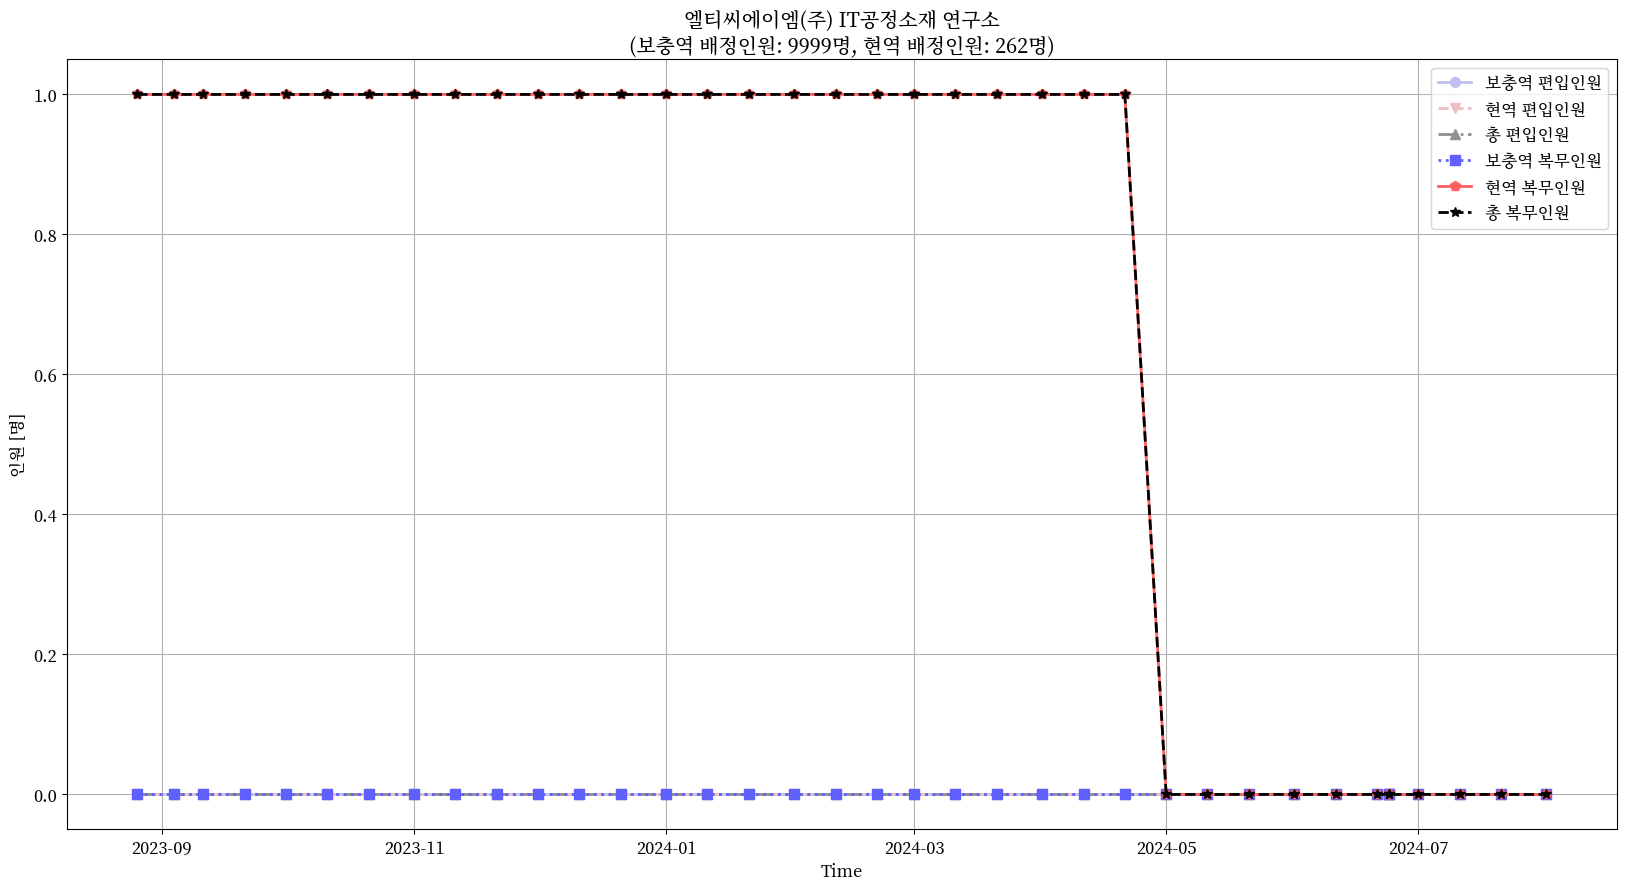 엘티씨에이엠(주) IT공정소재 연구소
(보충역 배정인원: 9999명, 현역 배정인원: 262명)
보충역 편입인원
현역 편입인원
총 편입인원
보충역 복무인원
현역 복무인원
총 복무인원
인원 [명]
1.0
0.8
0.6
0.4
0.2
0.0
2023-09
2023-11
2024-01
2024-03
2024-05
2024-07
Time